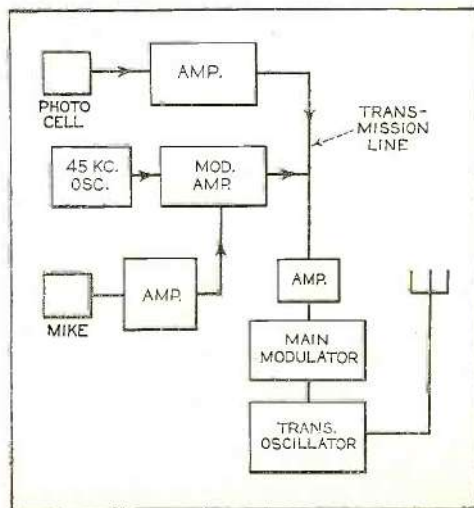 AMP.
PHOTO
CELL
TRANS-
MISSION
LINE
45 KC.
OSC.
MOD.
AMP.
AMP.
MIKE
AMP.
MAIN
MODULATOR
TRANS.
OSCILLATOR